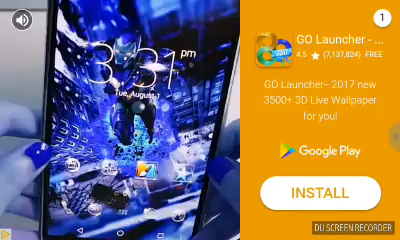 3:31 pm
Tue, August 1
1
GO Launcher - ...
4.5 ★ (7,137,824) FREE
GO Launcher– 2017 new
3500+ 3D Live Wallpaper
for you!
Google Play
INSTALL
DU SCREEN RECORDER